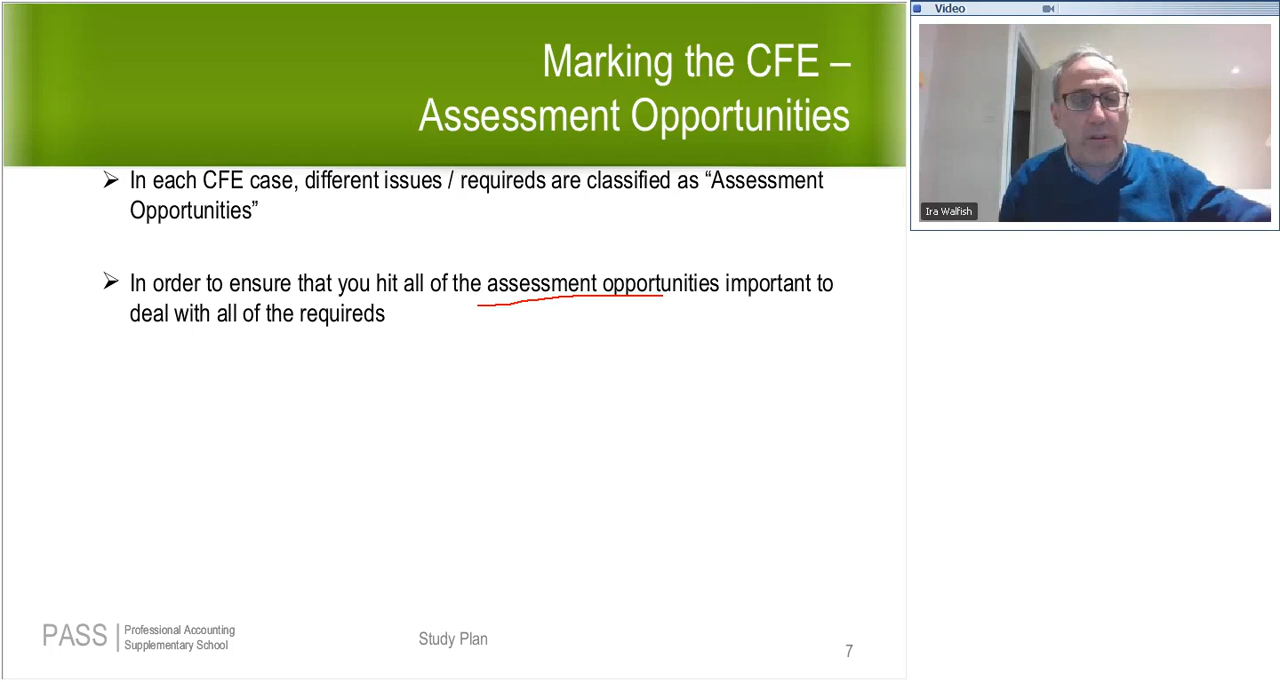 Marking the CFE –
Assessment Opportunities
➢ In each CFE case, different issues / requireds are classified as “Assessment
Opportunities”
➢ In order to ensure that you hit all of the assessment opportunities important to
deal with all of the requireds
PASS | Professional Accounting
Supplementary School
Study Plan
7
Video
Ira Walfish